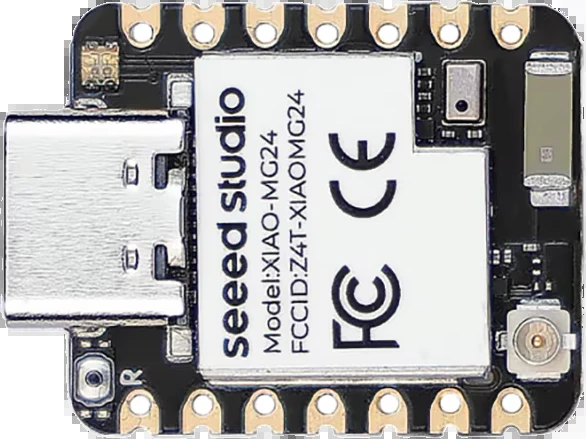 seeed studio
Model:XIAO-MG24
FCCID:Z4T-XIAOMG24
FC CE
R